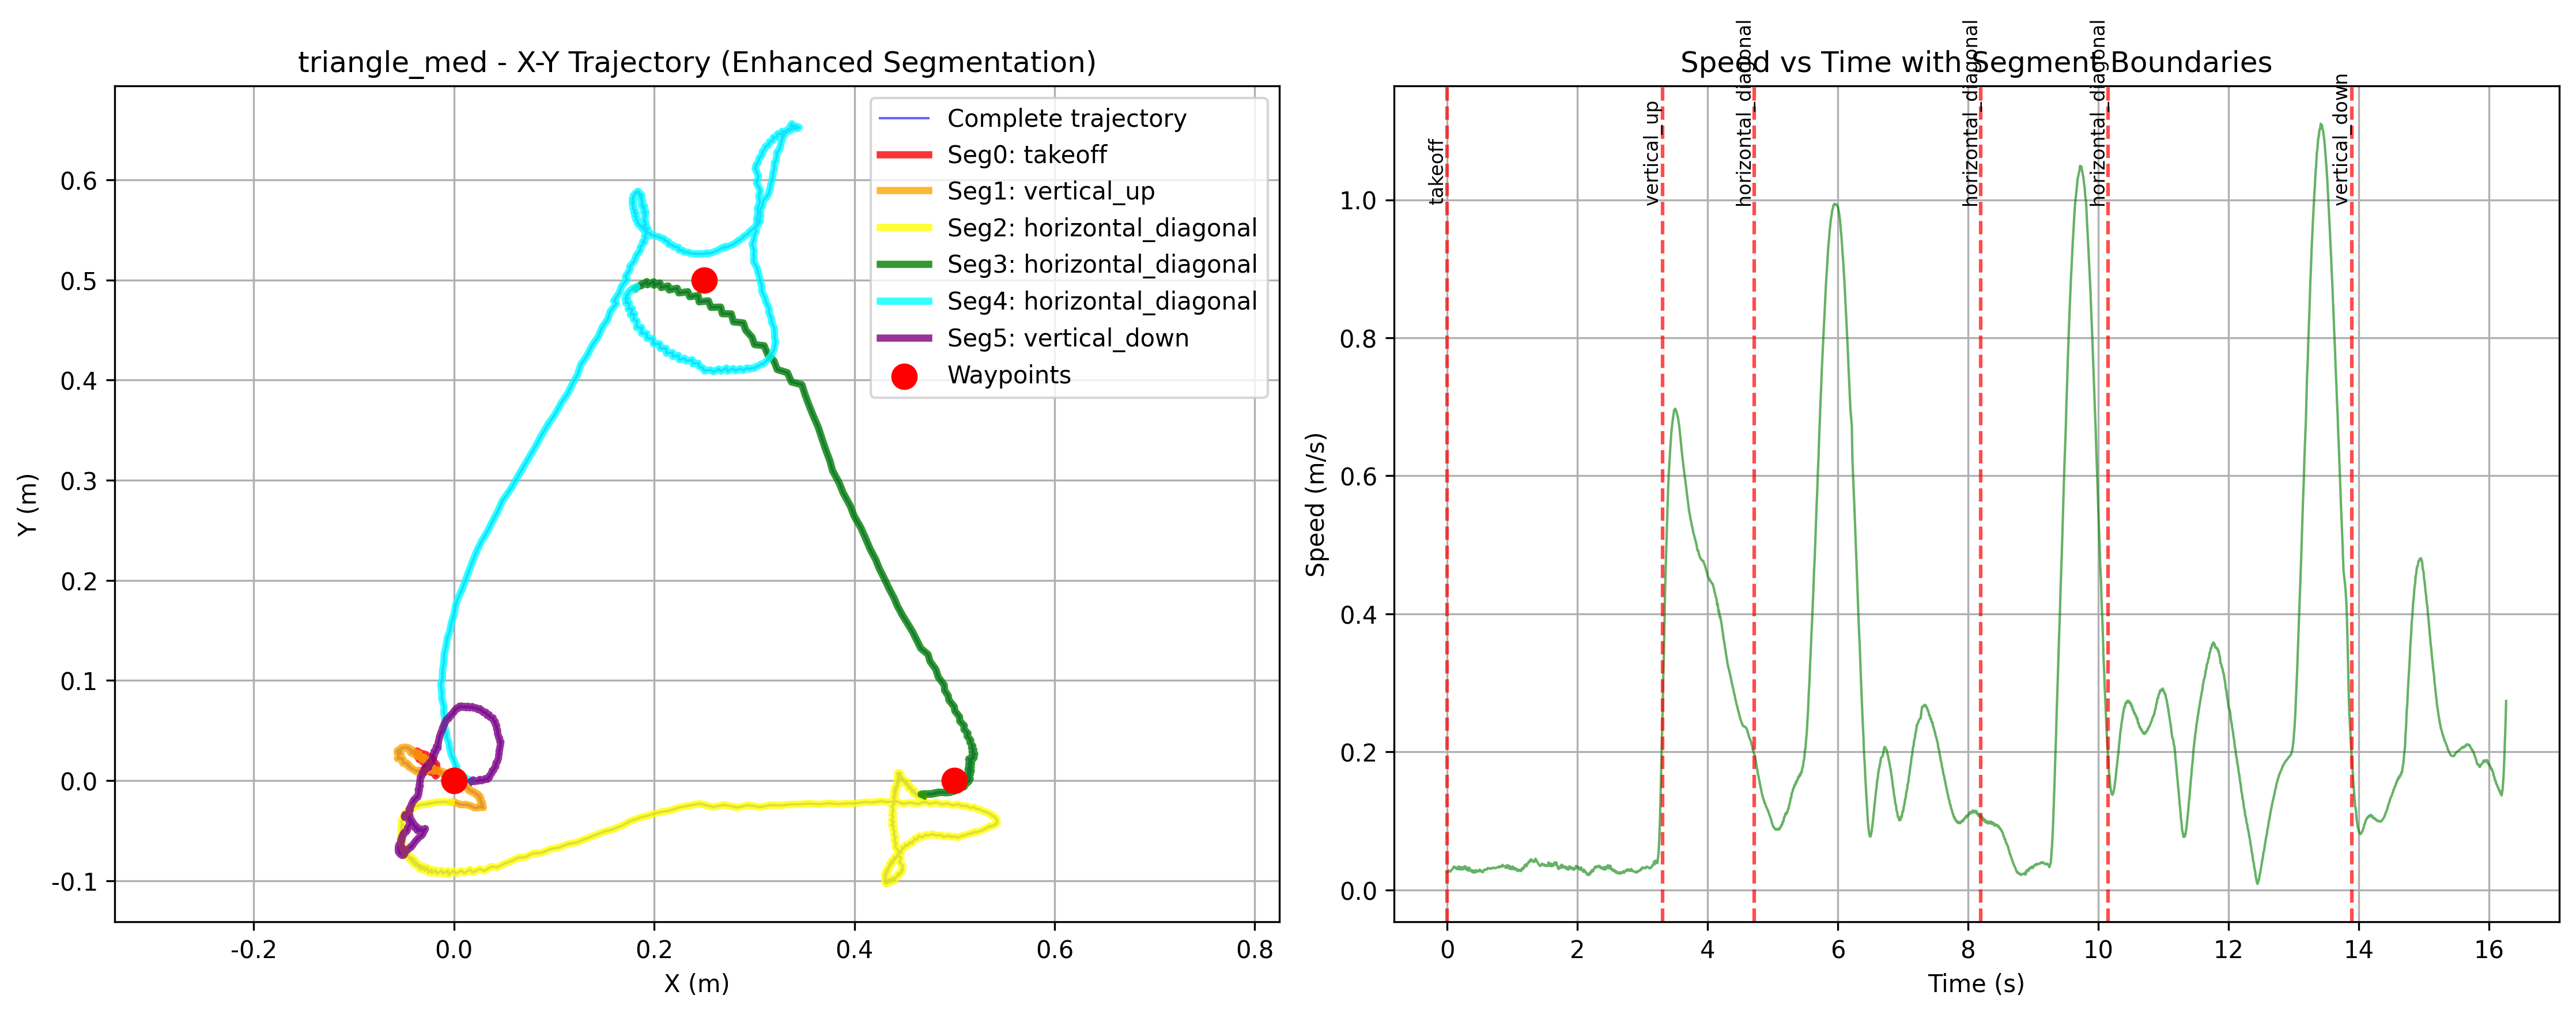 triangle_med - X-Y Trajectory (Enhanced Segmentation)
Y (m)
0.6
0.5
0.4
0.3
0.2
0.1
0.0
-0.1
-0.2
0.0
0.2
0.4
0.6
0.8
X (m)
Complete trajectory
Seg0: takeoff
Seg1: vertical_up
Seg2: horizontal_diagonal
Seg3: horizontal_diagonal
Seg4: horizontal_diagonal
Seg5: vertical_down
Waypoints
Speed vs Time with Segment Boundaries
takeoff
vertical_up
horizontal_diagonal
horizontal_diagonal
horizontal_diagonal
vertical_down
Speed (m/s)
1.0
0.8
0.6
0.4
0.2
0.0
0
2
4
6
8
10
12
14
16
Time (s)